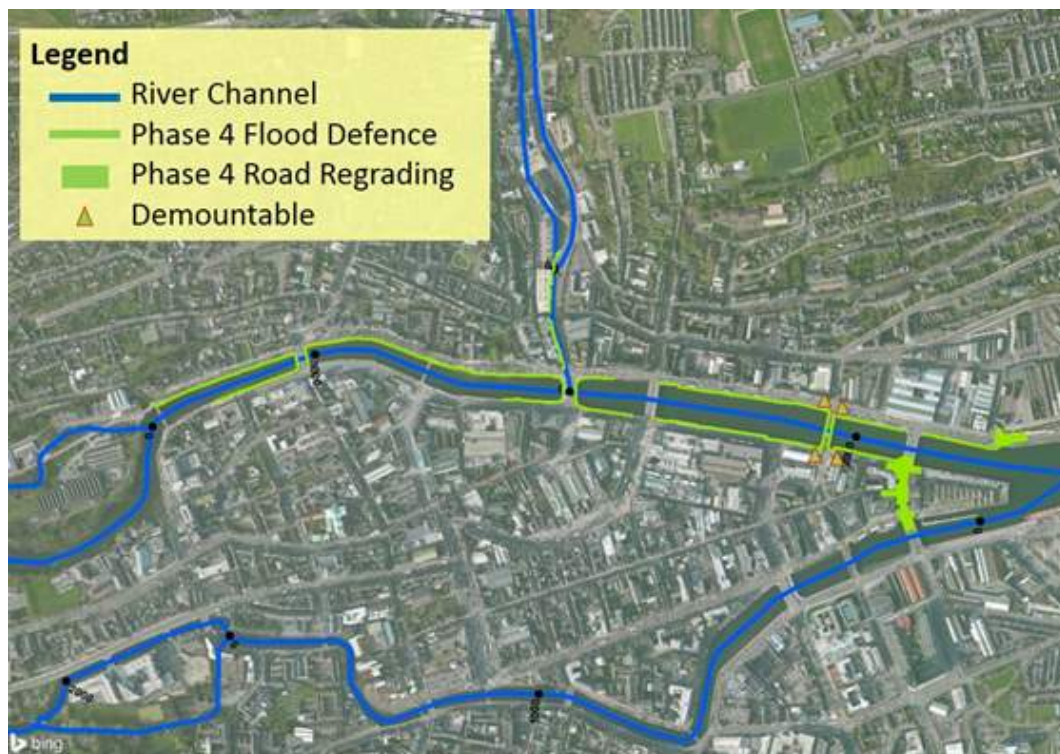 Legend
River Channel
Phase 4 Flood Defence
Phase 4 Road Regrading
Demountable
bing